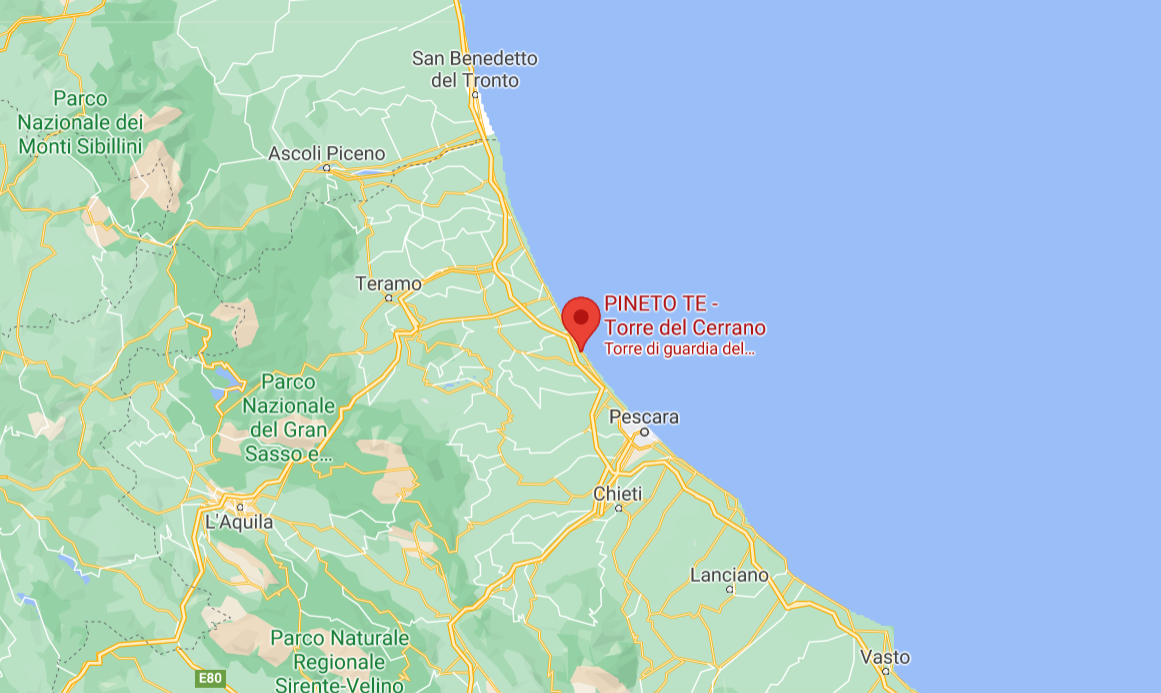 San Benedetto
del Tronto
Parco
Nazionale dei
Monti Sibillini
Ascoli Piceno
Teramo
PINETO TE -
Torre del Cerrano
Torre di guardia del...
Parco
Nazionale
del Gran
Sasso e...
Pescara
Chieti
L'Aquila
Lanciano
Parco Naturale
Regionale
Sirente-Velino
Vasto
E80